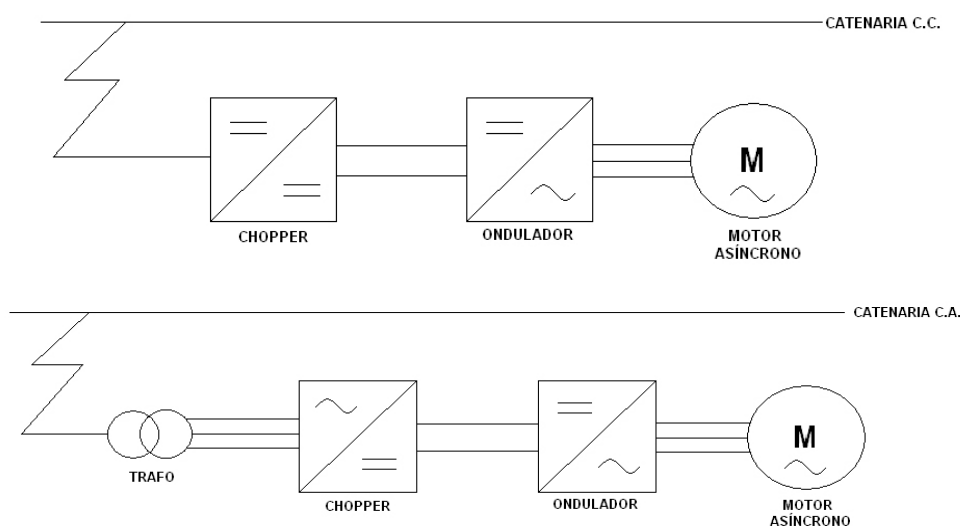 CATENARIA C.C.
M
CHOPPER
ONDULADOR
MOTOR
ASÍNCRONO
CATENARIA C.A.
M
TRAFO
CHOPPER
ONDULADOR
MOTOR
ASÍNCRONO